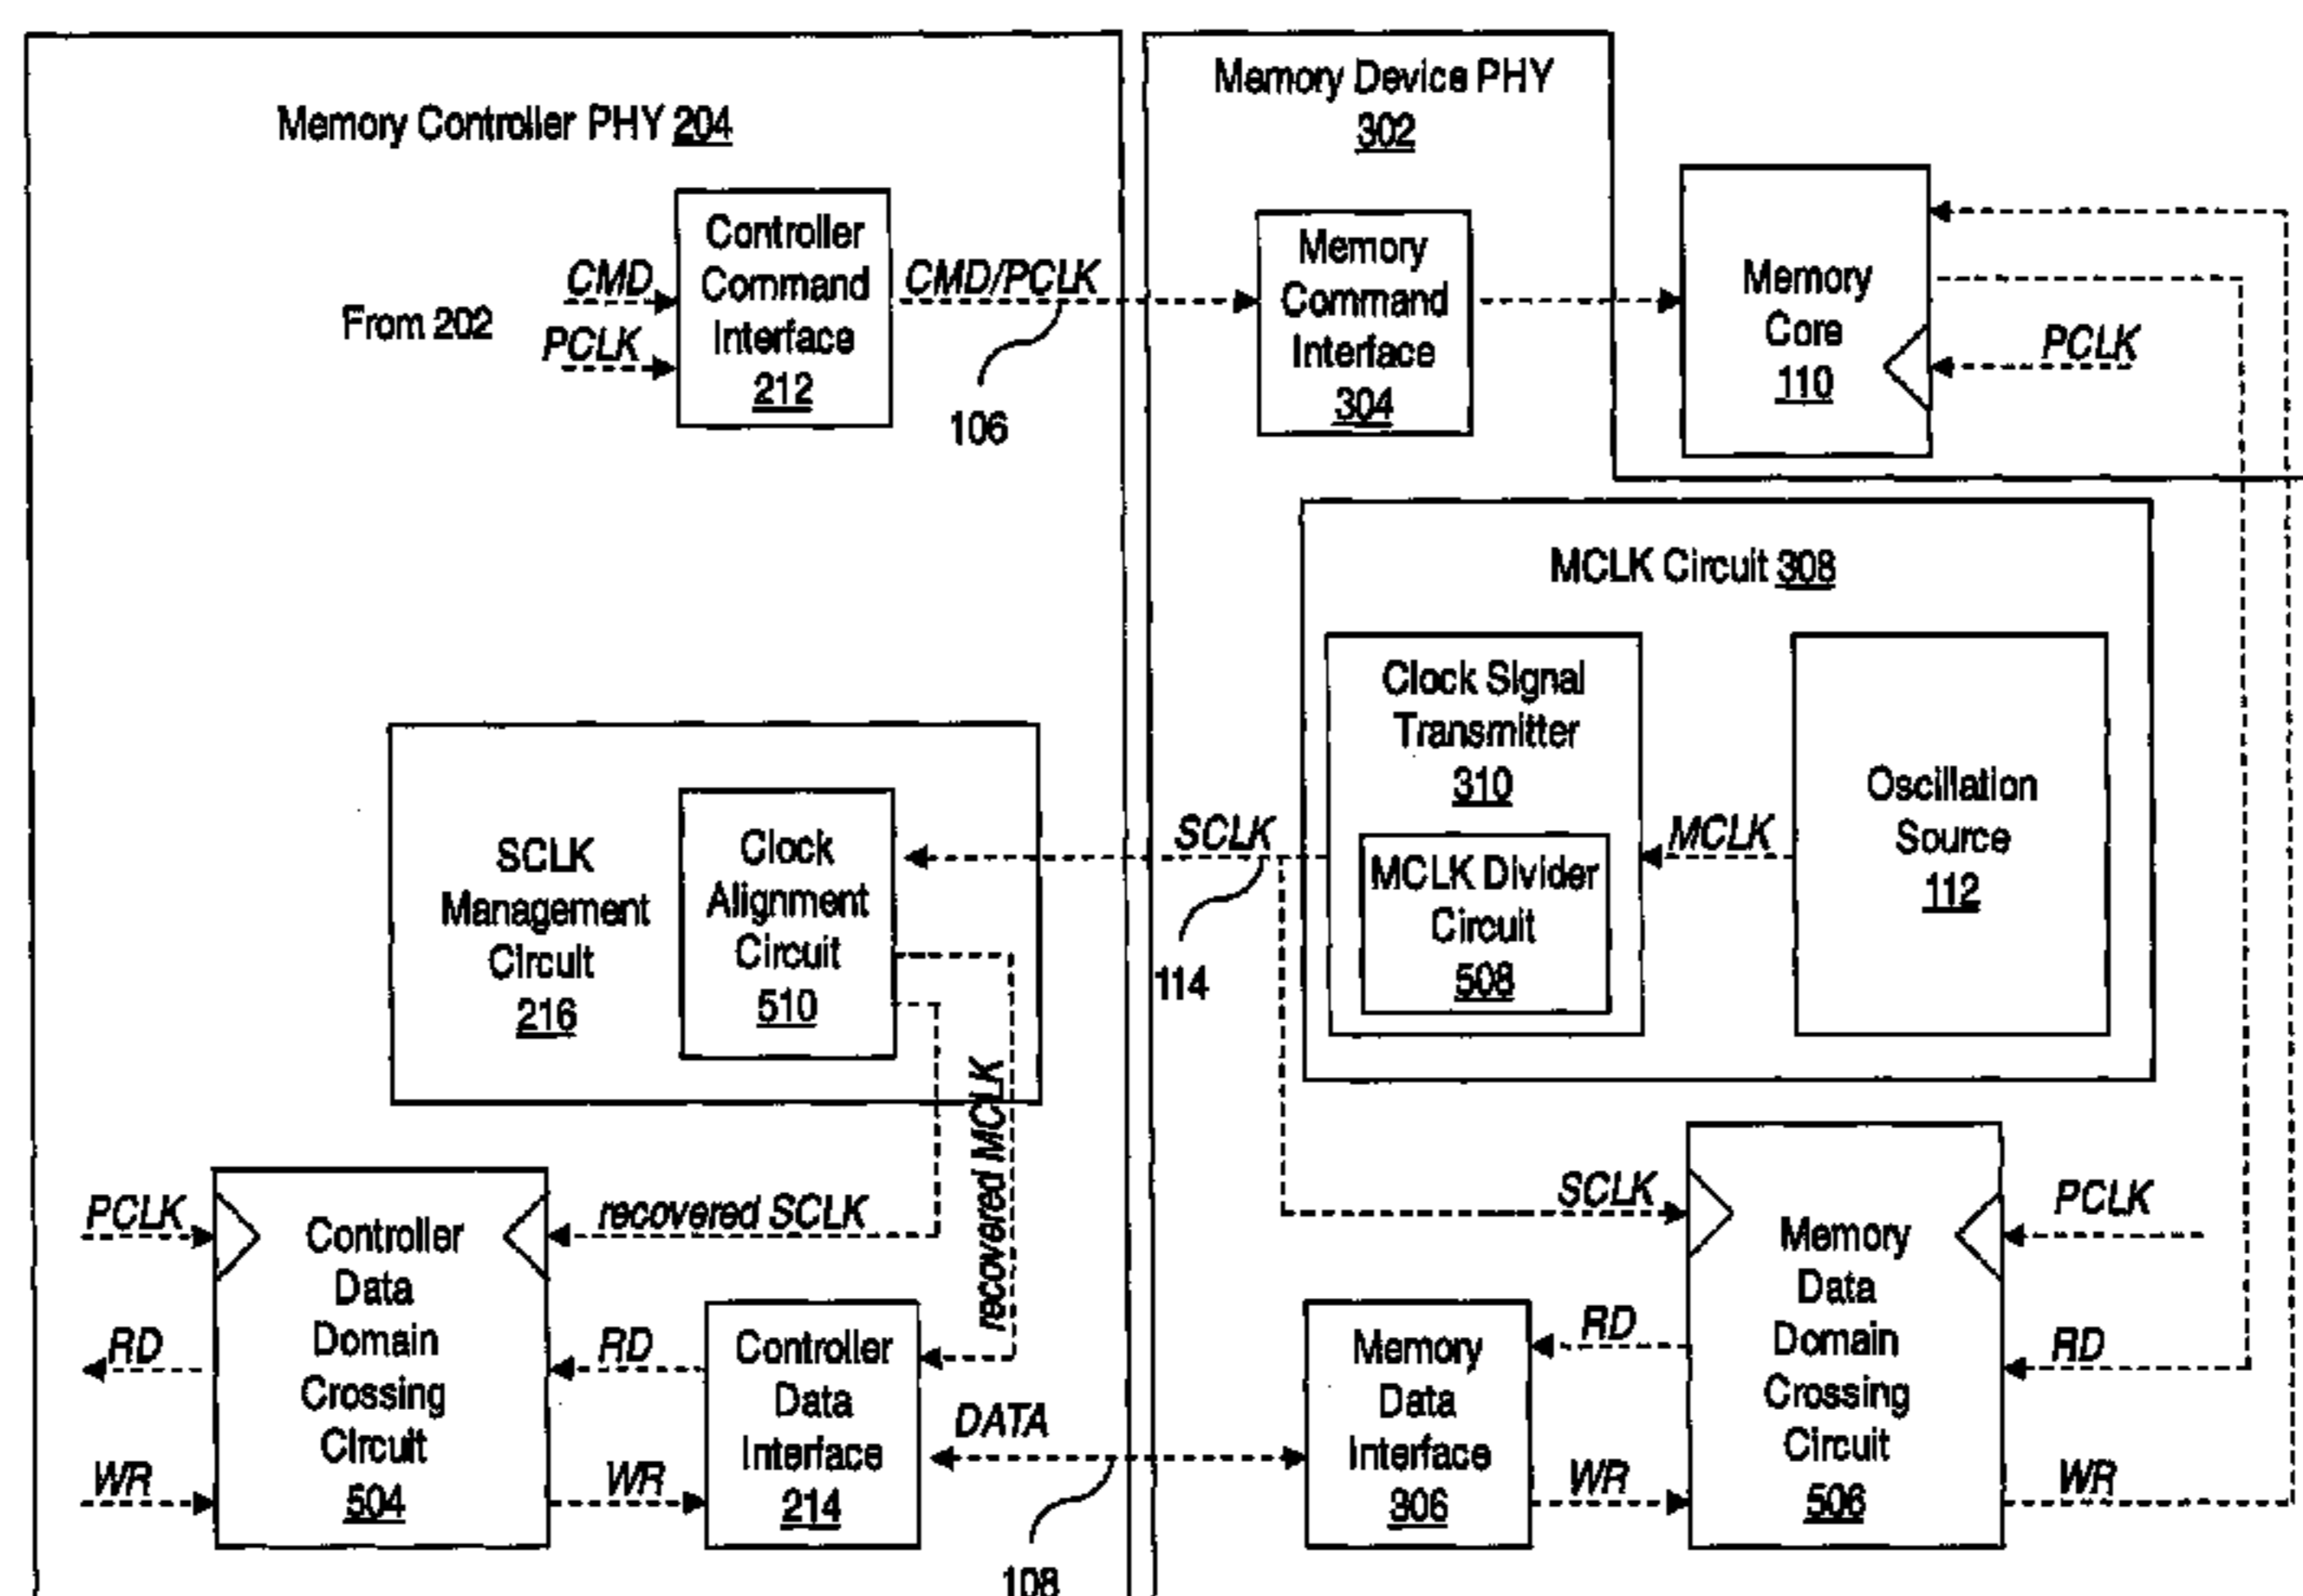 Memory Controller PHY 204
CMD
From 202
PCLK
Controller
Command
Interface
212
CMD/PCLK
106
Memory Device PHY
302
Memory
Command
Interface
304
Memory
Core
110
PCLK
MCLK Circuit 308
Clock Signal
Transmitter
310
MCLK Divider
Circuit
508
MCLK
Oscillation
Source
112
SCLK
114
SCLK
Management
Circuit
216
Clock
Alignment
Circuit
510
recovered MCLK
recovered SCLK
PCLK
RD
WR
Controller
Data
Domain
Crossing
Circuit
504
RD
WR
Controller
Data
Interface
214
DATA
108
Memory
Data
Interface
306
SCLK
RD
WR
Memory
Data
Domain
Crossing
Circuit
506
PCLK
RD
WR